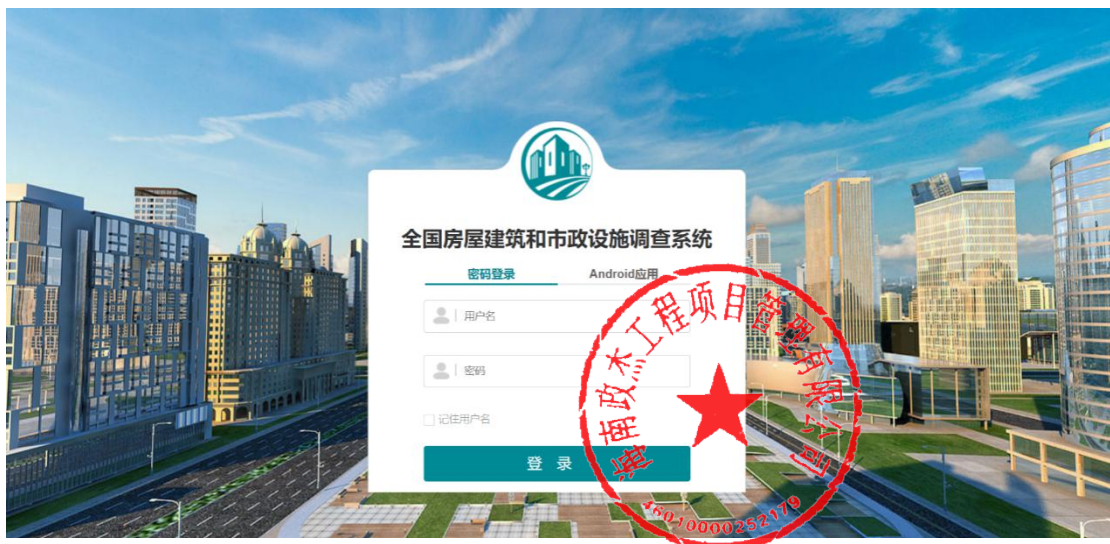 全国房屋建筑和市政设施调查系统
密码登录 Android应用
用户名
密码
记住用户名
登 录
海南政杰工程项目管理有限公司
46010000252179